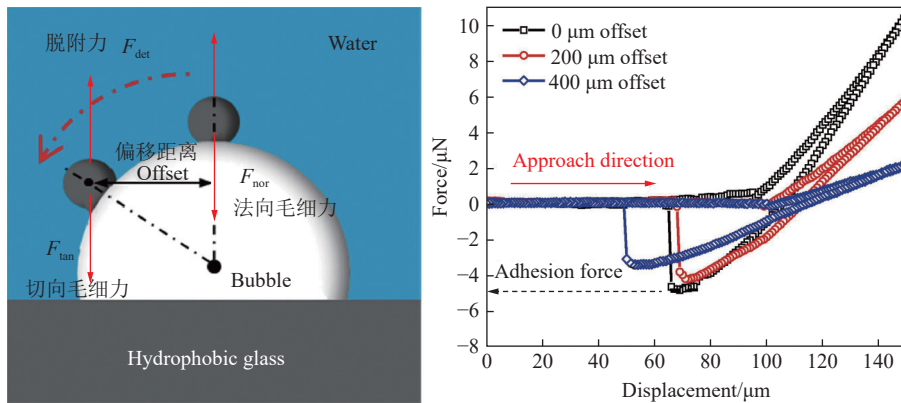 脱附力
F_det
Water
偏移距离
Offset
F_nor
法向毛细力
F_tan
切向毛细力
Bubble
Hydrophobic glass
10
8
6
4
2
0
−2
−4
−6
−8
Force/μN
0 μm offset
200 μm offset
400 μm offset
Approach direction
Adhesion force
0 20 40 60 80 100 120 140
Displacement/μm